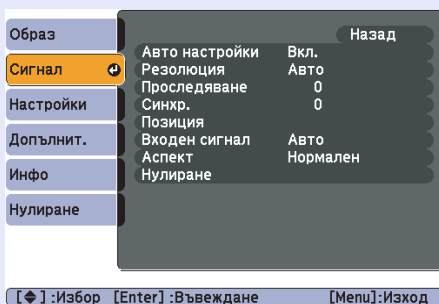 Образ
Назад
Авто настройки Вкл.
Сигнал
Резолюция Авто
Проследяване 0
Настройки
Синхр. 0
Позиция
Допълнит.
Входен сигнал Авто
Аспект Нормален
Инфо
Нулиране
Нулиране
[◆] :Избор [Enter] :Въвеждане [Menu]:Изход